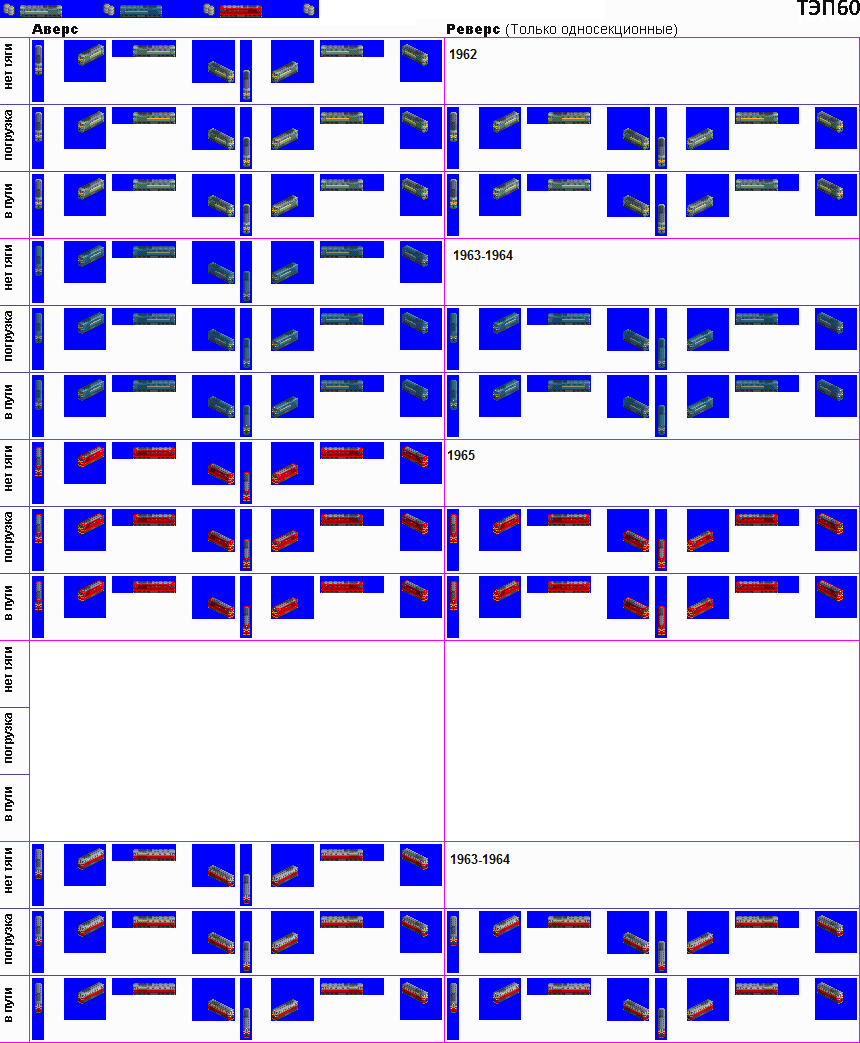 ТЭП60
Аверс
Реверс (Только односекционные)
нет тяги
1962
погрузка
в пути
нет тяги
1963-1964
погрузка
в пути
нет тяги
1965
погрузка
в пути
нет тяги
погрузка
в пути
нет тяги
1963-1964
погрузка
в пути